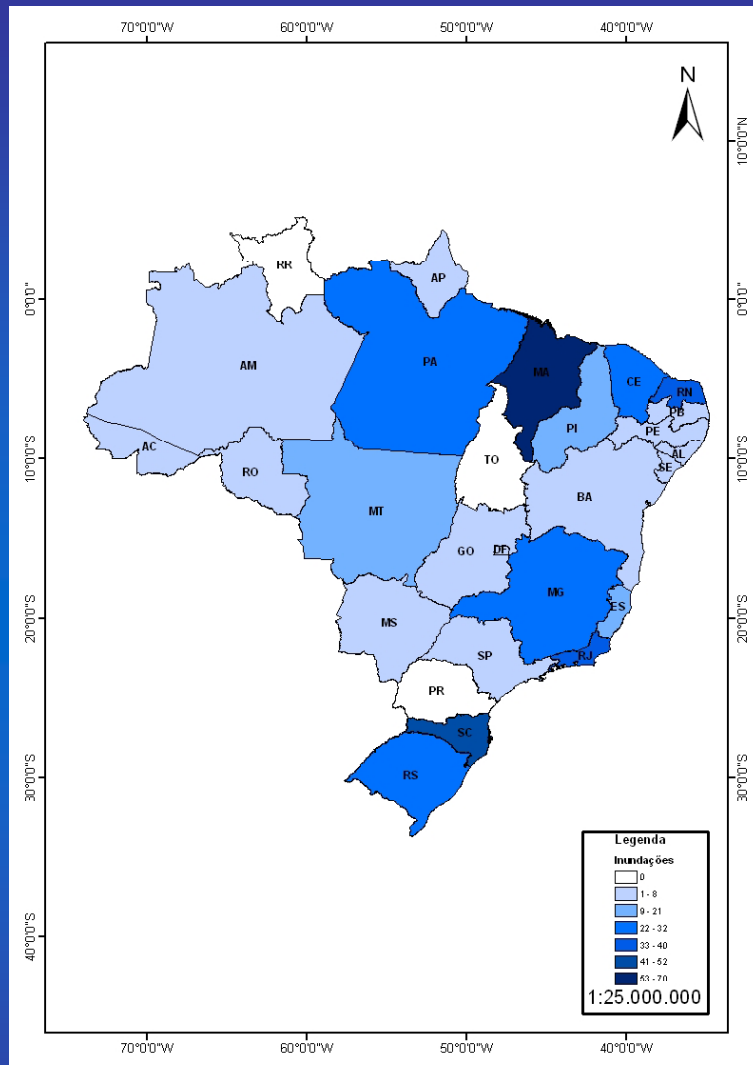 70°0'0"W 60°0'0"W 50°0'0"W 40°0'0"W
N
10°0'0"N
RR
AP
0°0'0" 0°0'0"
AM
PA
MA
CE
RN
PB
PI
PE
AC
AL
10°0'0"S 10°0'0"S
TO
SE
RO
BA
MT
GO
DF
MG
ES
20°0'0"S 20°0'0"S
MS
SP
RJ
PR
SC
RS
30°0'0"S 30°0'0"S
Legenda
Inundações
0
1 - 8
9 - 21
22 - 32
33 - 40
41 - 52
53 - 70
1:25.000.000
40°0'0"S
70°0'0"W 60°0'0"W 50°0'0"W 40°0'0"W